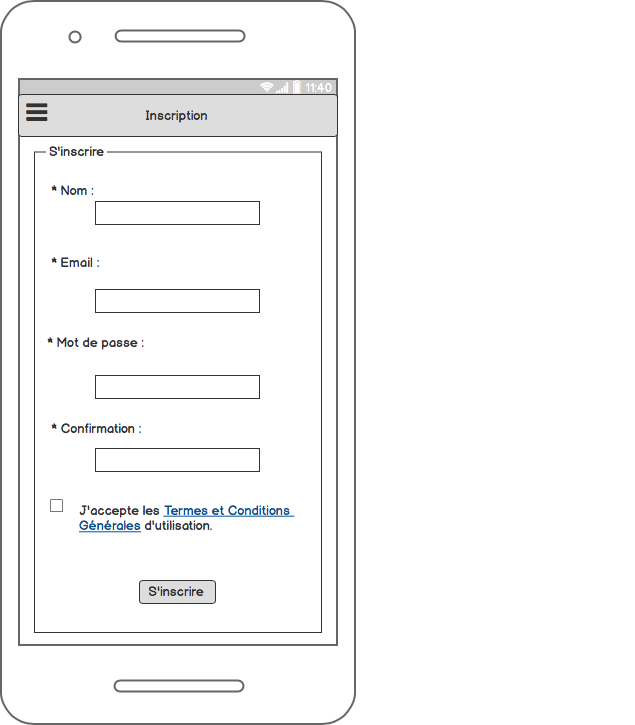 11:40
Inscription
S'inscrire
* Nom :
* Email :
* Mot de passe :
* Confirmation :
J'accepte les Termes et Conditions
Générales d'utilisation.
S'inscrire